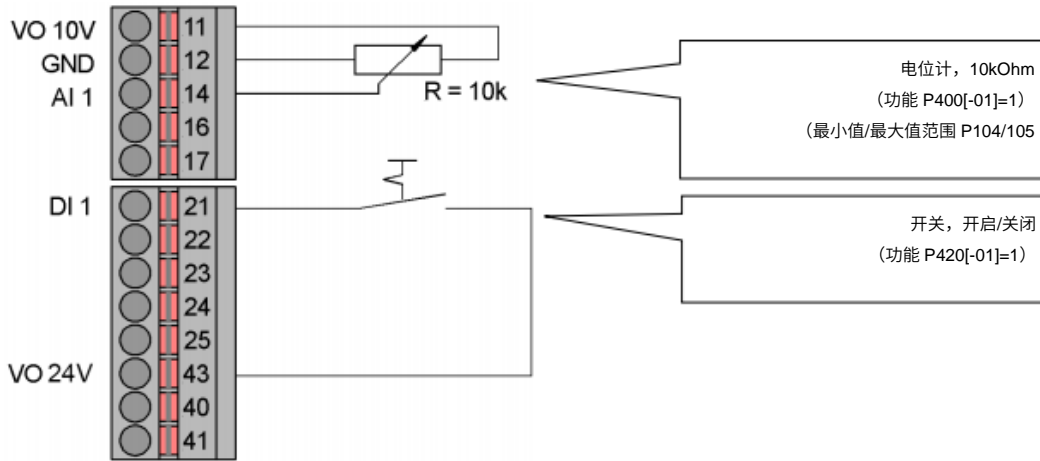 VO 10V
GND
AI 1
11
12
14
16
17
R = 10k
电位计，10kOhm
（功能 P400[-01]=1）
（最小值/最大值范围 P104/105
DI 1
VO 24V
21
22
23
24
25
43
40
41
开关，开启/关闭
（功能 P420[-01]=1）